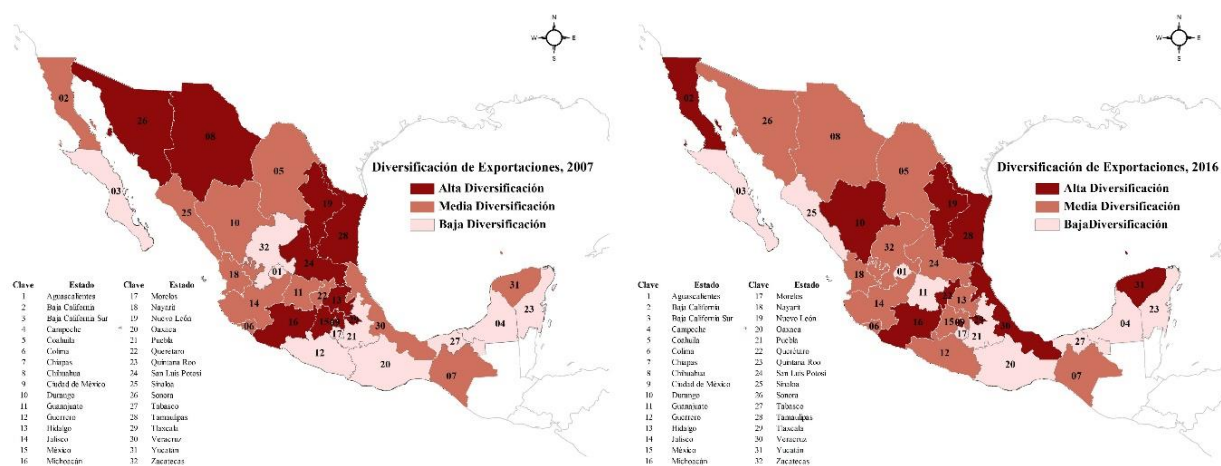 N
W E
S
02
26
08
05
03
25
10
19
28
32
24
18
01
14
11
22
13
06
16
15
09
17
21
30
12
20
27
07
04
23
31
Diversificación de Exportaciones, 2007
Alta Diversificación
Media Diversificación
Baja Diversificación
Clave Estado Clave Estado
1 Aguascalientes 17 Morelos
2 Baja California 18 Nayarit
3 Baja California Sur 19 Nuevo León
4 Campeche 20 Oaxaca
5 Coahuila 21 Puebla
6 Colima 22 Querétaro
7 Chiapas 23 Quintana Roo
8 Chihuahua 24 San Luis Potosí
9 Ciudad de México 25 Sinaloa
10 Durango 26 Sonora
11 Guanajuato 27 Tabasco
12 Guerrero 28 Tamaulipas
13 Hidalgo 29 Tlaxcala
14 Jalisco 30 Veracruz
15 México 31 Yucatán
16 Michoacán 32 Zacatecas
N
W E
S
02
26
08
05
03
25
10
19
28
32
24
18
01
14
11
13
06
16
15
09
17
21
30
12
20
27
07
04
23
31
Diversificación de Exportaciones, 2016
Alta Diversificación
Media Diversificación
BajaDiversificación
Clave Estado Clave Estado
1 Aguascalientes 17 Morelos
2 Baja California 18 Nayarit
3 Baja California Sur 19 Nuevo León
4 Campeche 20 Oaxaca
5 Coahuila 21 Puebla
6 Colima 22 Querétaro
7 Chiapas 23 Quintana Roo
8 Chihuahua 24 San Luis Potosí
9 Ciudad de México 25 Sinaloa
10 Durango 26 Sonora
11 Guanajuato 27 Tabasco
12 Guerrero 28 Tamaulipas
13 Hidalgo 29 Tlaxcala
14 Jalisco 30 Veracruz
15 México 31 Yucatán
16 Michoacán 32 Zacatecas